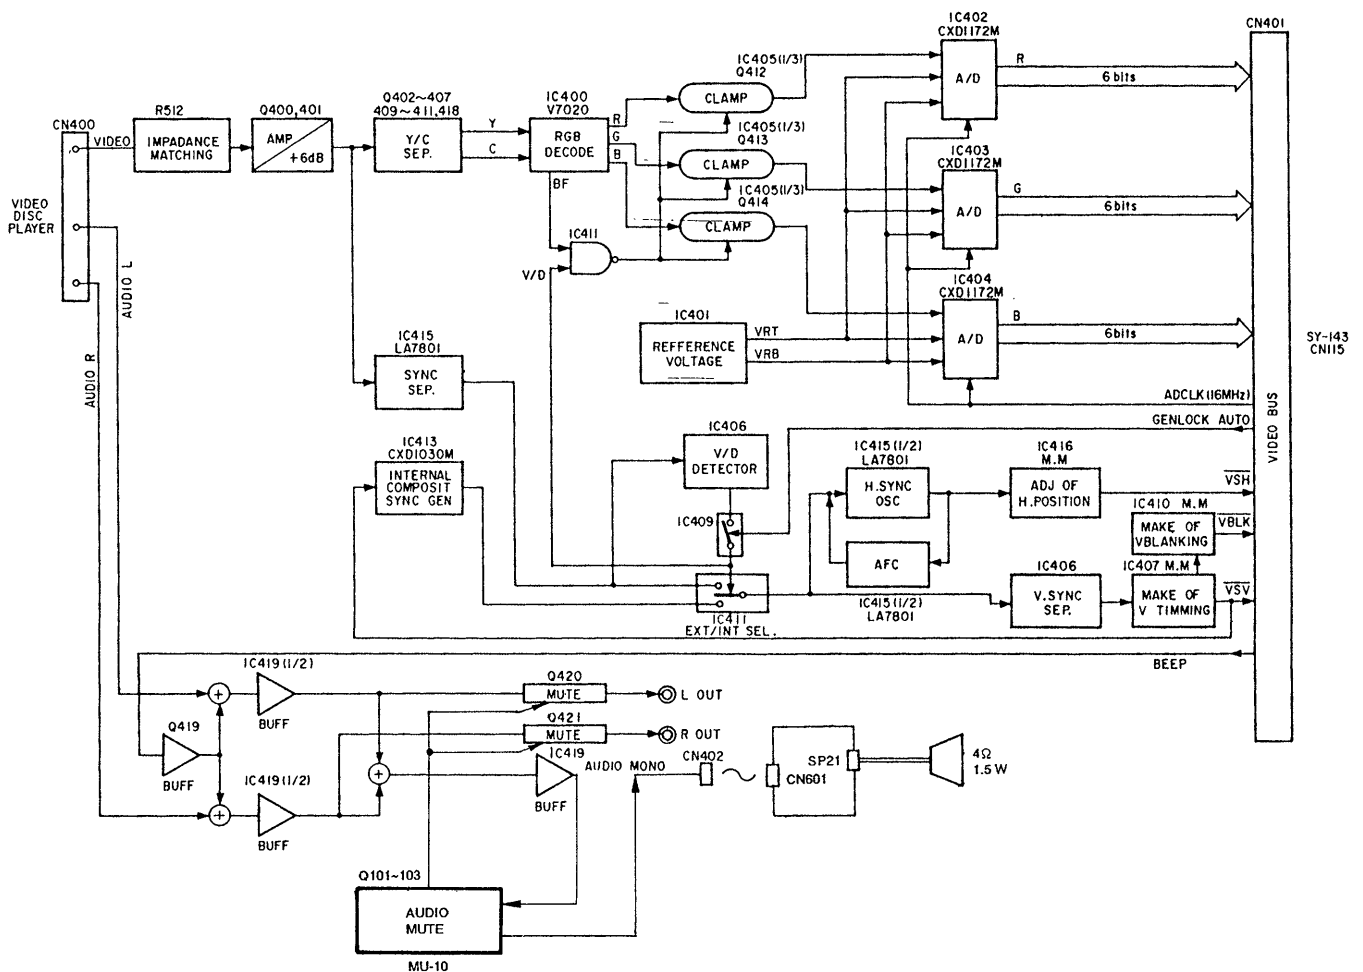 CN400
VIDEO
VIDEO
DISC
PLAYER
AUDIO L
AUDIO R
R512
IMPADANCE
MATCHING
Q400,401
AMP
+6dB
Q402~407
409~411,418
Y/C
SEP.
Y
C
IC400
V7020
RGB
DECODE
BF
R
G
B
IC411
V/D
IC405(1/3)
Q412
CLAMP
IC405(1/3)
Q413
CLAMP
IC405(1/3)
Q414
CLAMP
IC402
CXD1172M
A/D
R
6bits
IC403
CXD1172M
A/D
G
6bits
IC404
CXD1172M
A/D
B
6bits
IC401
REFFERENCE
VOLTAGE
VRT
VRB
CN401
VIDEO BUS
SY-143
CN115
ADCLK(16MHz)
GENLOCK AUTO
IC415
LA7801
SYNC
SEP.
IC413
CXD1030M
INTERNAL
COMPOSIT
SYNC GEN
IC406
V/D
DETECTOR
IC409
IC411
EXT/INT SEL.
IC415(1/2)
LA7801
H.SYNC
OSC
AFC
IC415(1/2)
LA7801
IC416
M.M
ADJ OF
H.POSITION
VSH
IC410 M.M
MAKE OF
VBLANKING
VBLK
IC406
V.SYNC
SEP.
IC407 M.M
MAKE OF
V TIMMING
VSV
BEEP
IC419(1/2)
BUFF
Q419
BUFF
IC419(1/2)
BUFF
Q420
MUTE
L OUT
Q421
MUTE
R OUT
IC419
BUFF
AUDIO MONO
CN402
CN601
SP21
4Ω
1.5W
Q101~103
AUDIO
MUTE
MU-10